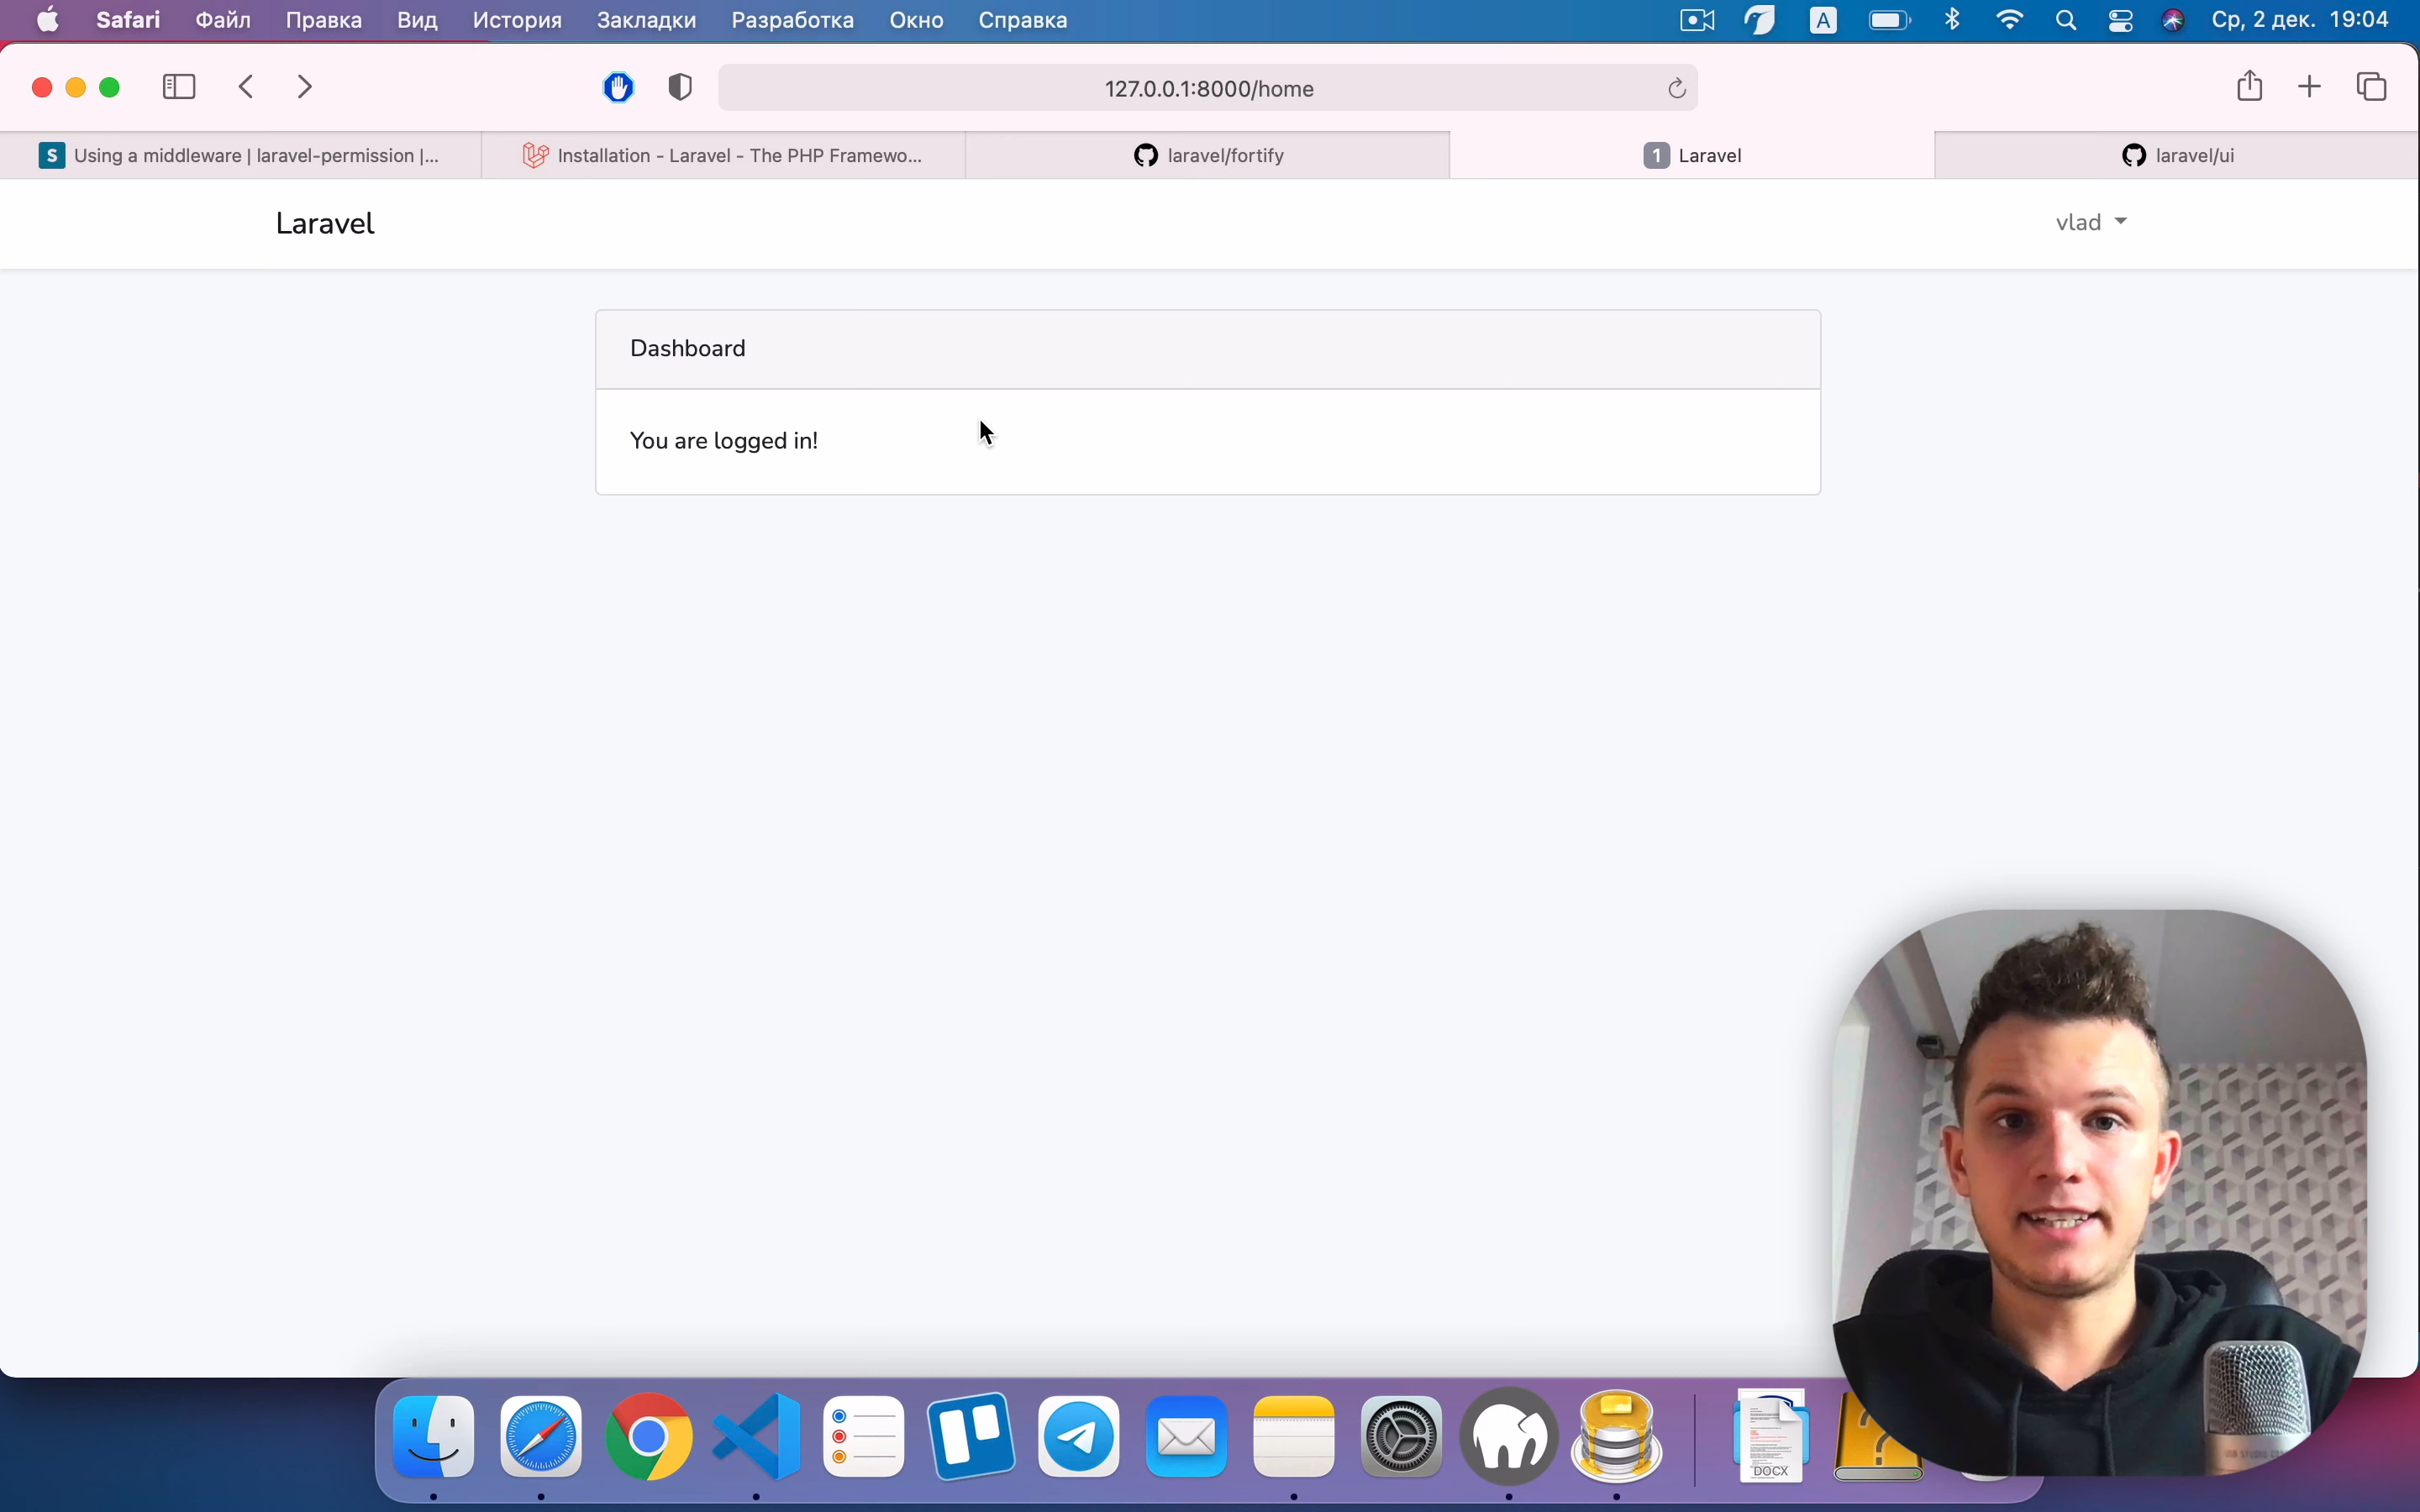 Safari Файл Правка Вид История Закладки Разработка Окно Справка A Ср, 2 дек. 19:04
127.0.0.1:8000/home
S Using a middleware | laravel-permission |... Installation - Laravel - The PHP Framewo... laravel/fortify 1 Laravel laravel/ui
Laravel vlad
Dashboard
You are logged in!
DOCX